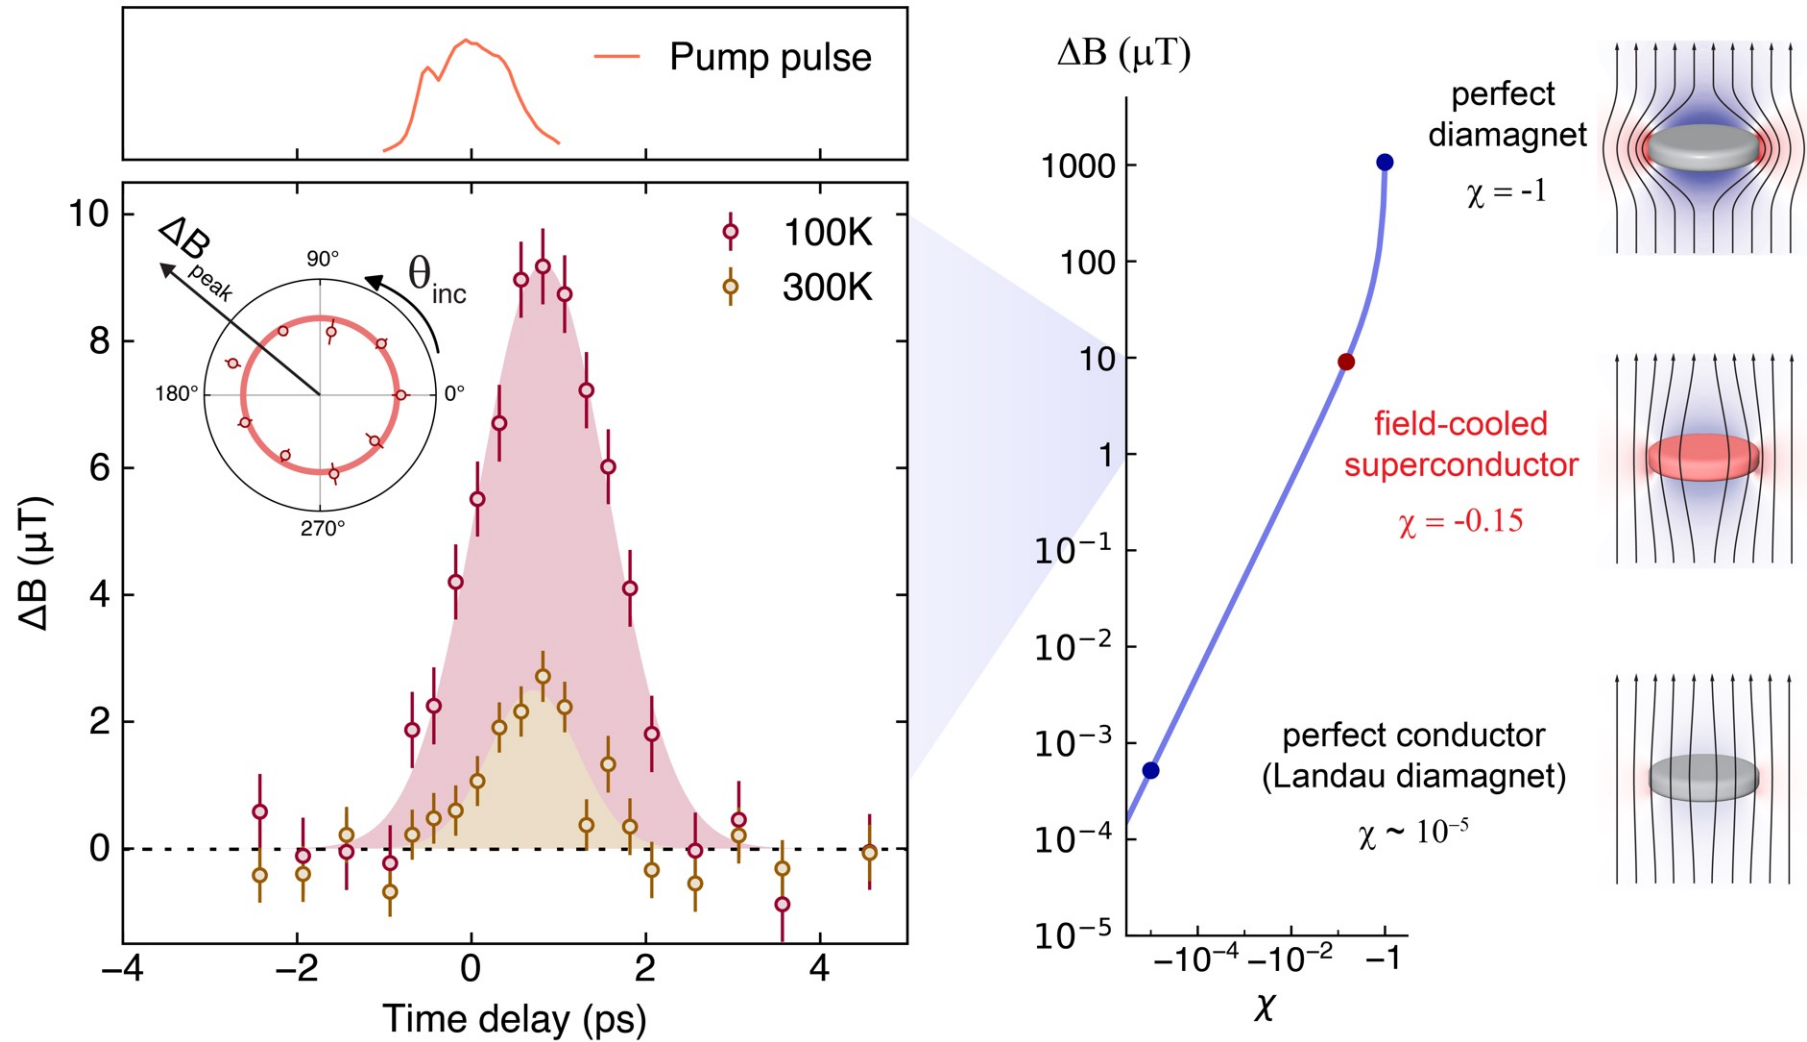 Pump pulse
ΔB (μT)
10
8
6
4
2
0
−4
−2
0
2
4
Time delay (ps)
100K
300K
ΔB
peak
θinc
90°
180°
0°
270°
ΔB (μT)
1000
100
10
1
10⁻¹
10⁻²
10⁻³
10⁻⁴
10⁻⁵
−10⁻⁴
−10⁻²
−1
χ
perfect
diamagnet
χ = -1
field-cooled
superconductor
χ = -0.15
perfect conductor
(Landau diamagnet)
χ ~ 10⁻⁵